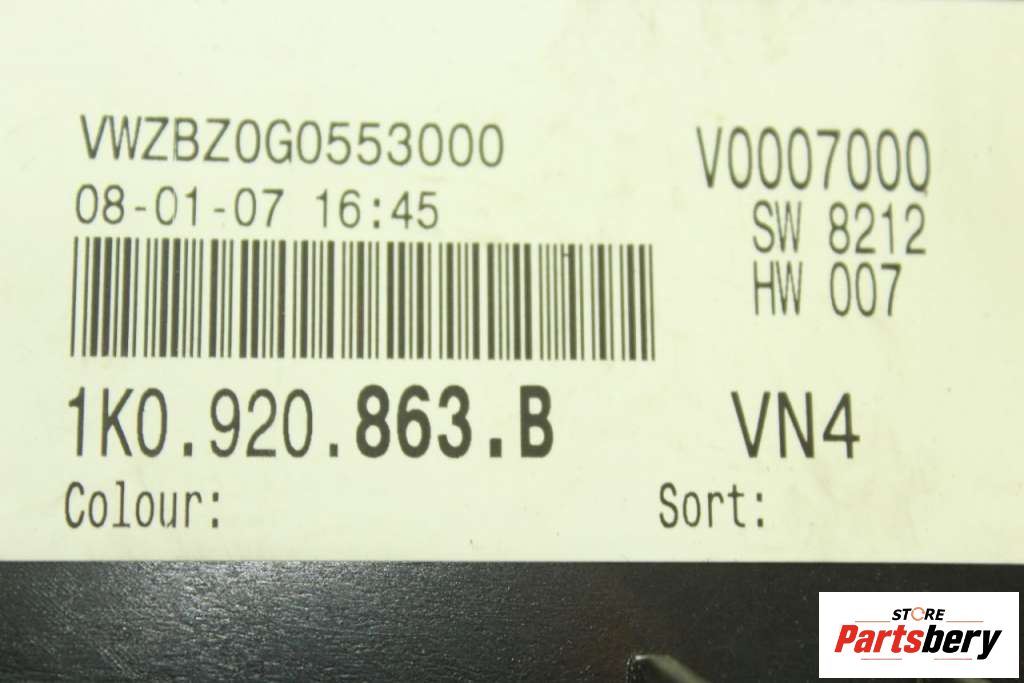 VWZBZ0G0553000
V0007000
08-01-07 16:45
SW 8212
HW 007
1K0.920.863.B
VN4
Colour:
Sort:
STORE
Partsbery